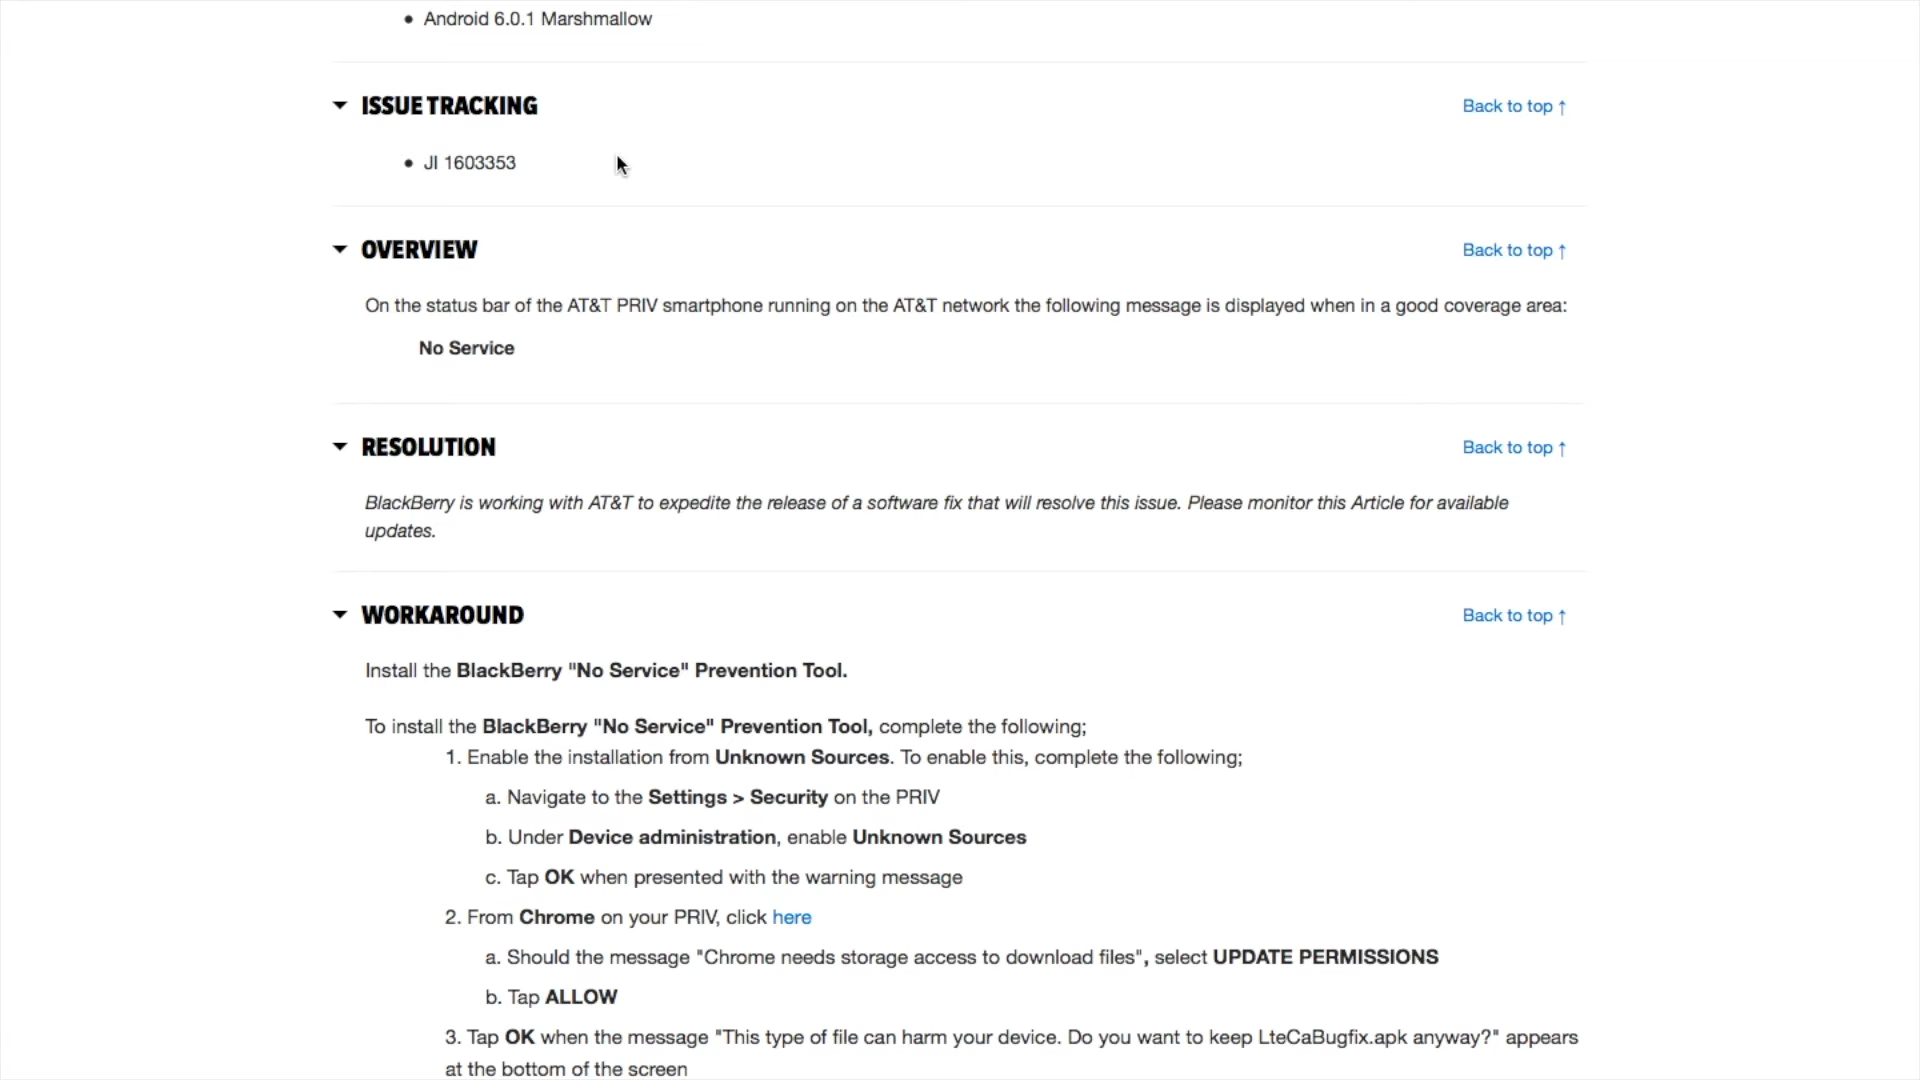 Android 6.0.1 Marshmallow
ISSUE TRACKING
Back to top ↑
JI 1603353
OVERVIEW
Back to top ↑
On the status bar of the AT&T PRIV smartphone running on the AT&T network the following message is displayed when in a good coverage area:
No Service
RESOLUTION
Back to top ↑
BlackBerry is working with AT&T to expedite the release of a software fix that will resolve this issue. Please monitor this Article for available
updates.
WORKAROUND
Back to top ↑
Install the BlackBerry "No Service" Prevention Tool.
To install the BlackBerry "No Service" Prevention Tool, complete the following;
1. Enable the installation from Unknown Sources. To enable this, complete the following;
a. Navigate to the Settings > Security on the PRIV
b. Under Device administration, enable Unknown Sources
c. Tap OK when presented with the warning message
2. From Chrome on your PRIV, click here
a. Should the message "Chrome needs storage access to download files", select UPDATE PERMISSIONS
b. Tap ALLOW
3. Tap OK when the message "This type of file can harm your device. Do you want to keep LteCaBugfix.apk anyway?" appears
at the bottom of the screen